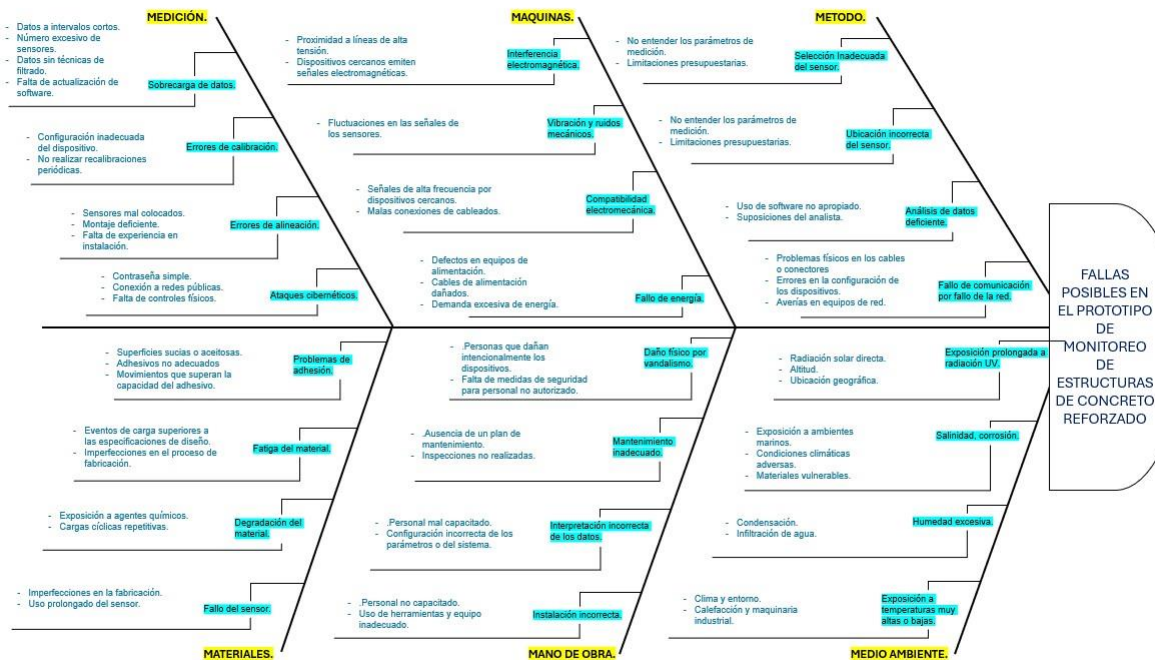 MEDICIÓN.
- Datos a intervalos cortos.
- Número excesivo de
sensores.
- Datos sin técnicas de
filtrado.
- Falta de actualización de
software.
Sobrecarga de datos.
- Configuración inadecuada
del dispositivo.
- No realizar recalibraciones
periódicas.
Errores de calibración.
- Sensores mal colocados.
- Montaje deficiente.
- Falta de experiencia en
instalación.
Errores de alineación.
- Contraseña simple.
- Conexión a redes públicas.
- Falta de controles físicos.
Ataques cibernéticos.
MAQUINAS.
- Proximidad a líneas de alta
tensión.
- Dispositivos cercanos emiten
señales electromagnéticas.
Interferencia
electromagnética.
- Fluctuaciones en las señales de
los sensores.
Vibración y ruidos
mecánicos.
- Señales de alta frecuencia por
dispositivos cercanos.
- Malas conexiones de cableados.
Compatibilidad
electromecánica.
- Defectos en equipos de
alimentación.
- Cables de alimentación
dañados.
- Demanda excesiva de energía.
Fallo de energía.
METODO.
- No entender los parámetros de
medición.
- Limitaciones presupuestarias.
Selección Inadecuada
del sensor.
- No entender los parámetros de
medición.
- Limitaciones presupuestarias.
Ubicación incorrecta
del sensor.
- Uso de software no apropiado.
- Suposiciones del analista.
Análisis de datos
deficiente.
- Problemas físicos en los cables
o conectores
- Errores en la configuración de
los dispositivos.
- Averías en equipos de red.
Fallo de comunicación
por fallo de la red.
FALLAS
POSIBLES EN
EL PROTOTIPO
DE
MONITOREO
DE
ESTRUCTURAS
DE CONCRETO
REFORZADO
- Superficies sucias o aceitosas.
- Adhesivos no adecuados
- Movimientos que superan la
capacidad del adhesivo.
Problemas de
adhesión.
- Eventos de carga superiores a
las especificaciones de diseño.
- Imperfecciones en el proceso de
fabricación.
Fatiga del material.
- Exposición a agentes químicos.
- Cargas cíclicas repetitivas.
Degradación del
material.
- Imperfecciones en la fabricación.
- Uso prolongado del sensor.
Fallo del sensor.
MATERIALES.
- .Personas que dañan
intencionalmente los
dispositivos.
- Falta de medidas de seguridad
para personal no autorizado.
Daño físico por
vandalismo.
- .Ausencia de un plan de
mantenimiento.
- Inspecciones no realizadas.
Mantenimiento
inadecuado.
- .Personal mal capacitado.
- Configuración incorrecta de los
parámetros o del sistema.
Interpretación incorrecta
de los datos.
- .Personal no capacitado.
- Uso de herramientas y equipo
inadecuado.
Instalación incorrecta.
MANO DE OBRA.
- Radiación solar directa.
- Altitud.
- Ubicación geográfica.
Exposición prolongada a
radiación UV.
- Exposición a ambientes
marinos.
- Condiciones climáticas
adversas.
- Materiales vulnerables.
Salinidad, corrosión.
- Condensación.
- Infiltración de agua.
Humedad excesiva.
- Clima y entorno.
- Calefacción y maquinaria
industrial.
Exposición a
temperaturas muy
altas o bajas.
MEDIO AMBIENTE.